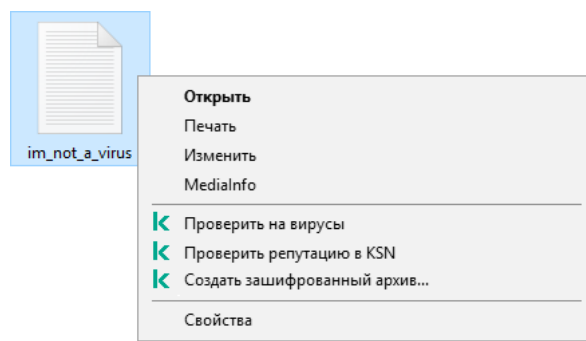 im_not_a_virus
Открыть
Печать
Изменить
MediaInfo
Проверить на вирусы
Проверить репутацию в KSN
Создать зашифрованный архив...
Свойства